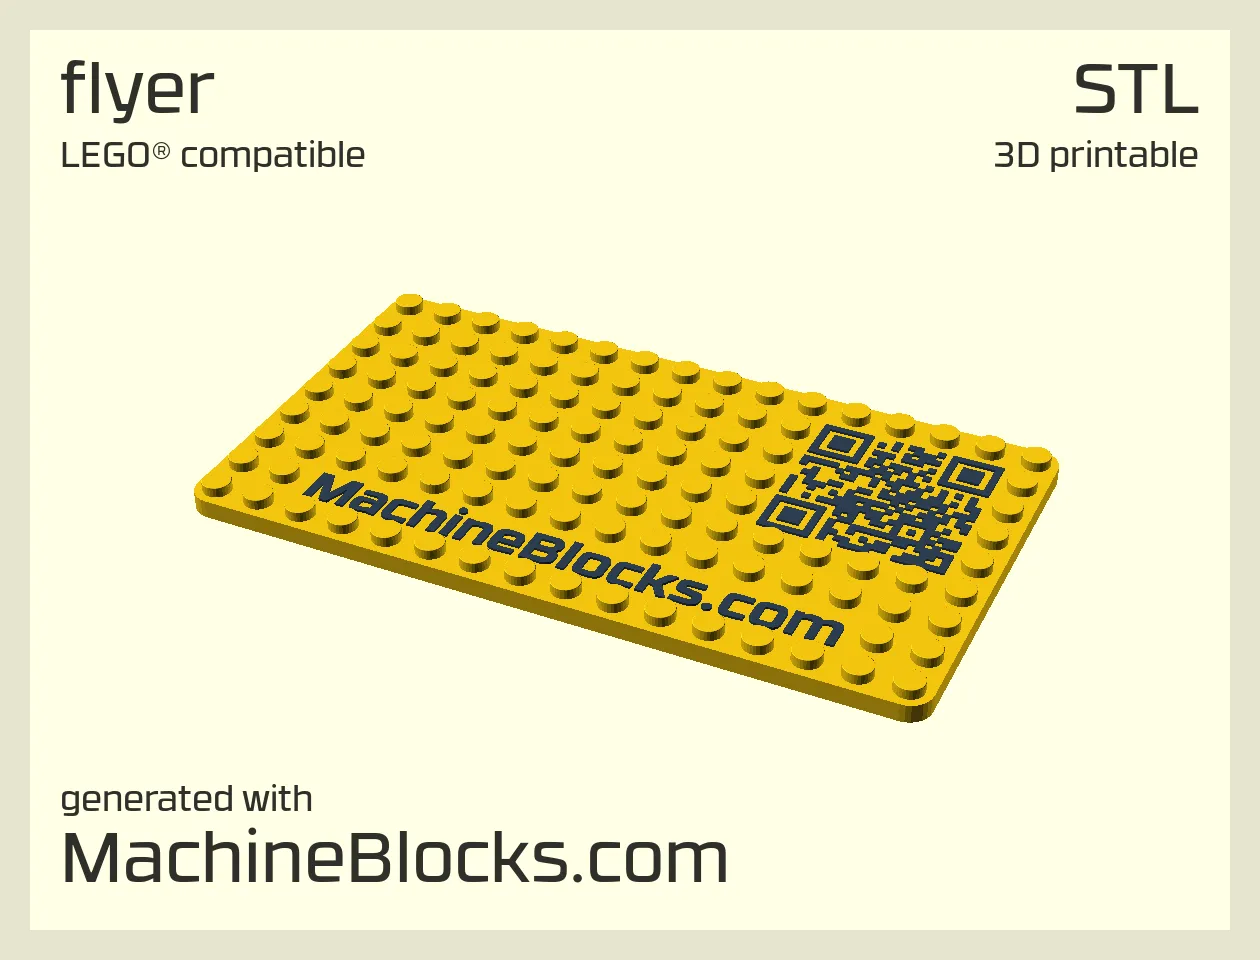 flyer
STL
LEGO® compatible
3D printable
MachineBlocks.com
generated with
MachineBlocks.com